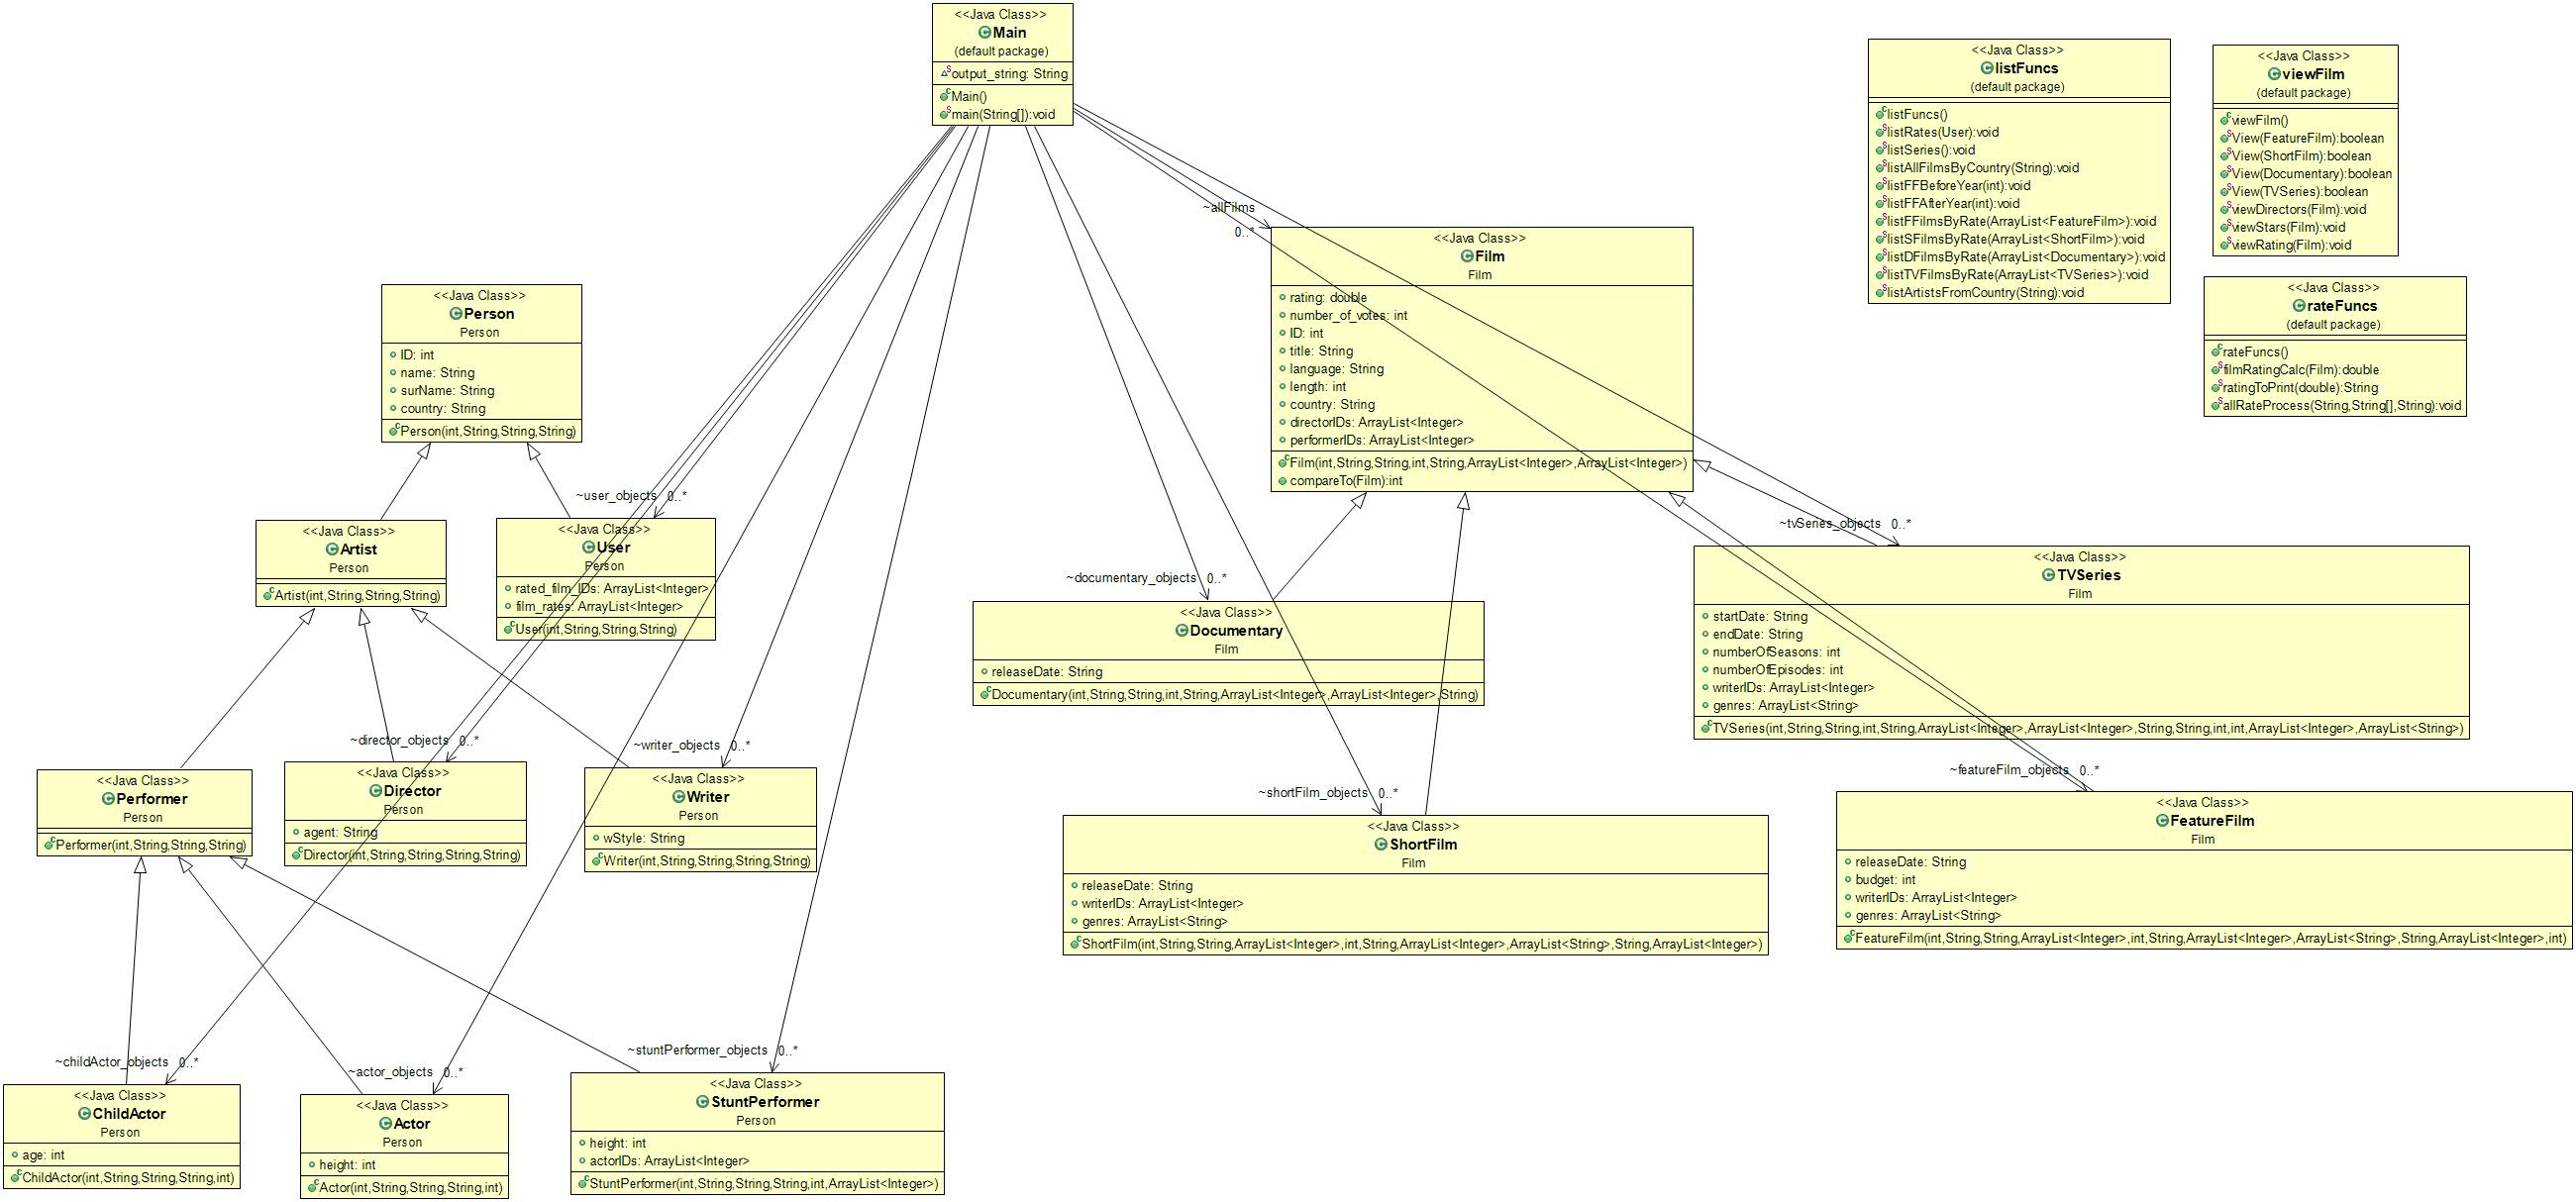 <<Java Class>>
Main
(default package)
output_string: String
Main()
main(String[]):void
<<Java Class>>
listFuncs
(default package)
listFuncs()
listRates(User):void
listSeries():void
listAllFilmsByCountry(String):void
listFFBeforeYear(int):void
listFFAfterYear(int):void
listFFilmsByRate(ArrayList<FeatureFilm>):void
listSFilmsByRate(ArrayList<ShortFilm>):void
listDFilmsByRate(ArrayList<Documentary>):void
listTVFilmsByRate(ArrayList<TVSeries>):void
listArtistsFromCountry(String):void
<<Java Class>>
viewFilm
(default package)
viewFilm()
View(FeatureFilm):boolean
View(ShortFilm):boolean
View(Documentary):boolean
View(TVSeries):boolean
viewDirectors(Film):void
viewStars(Film):void
viewRating(Film):void
<<Java Class>>
rateFuncs
(default package)
rateFuncs()
filmRatingCalc(Film):double
ratingToPrint(double):String
allRateProcess(String,String[],String):void
~allFilms
0..*
<<Java Class>>
Film
Film
rating: double
number_of_votes: int
ID: int
title: String
language: String
length: int
country: String
directorIDs: ArrayList<Integer>
performerIDs: ArrayList<Integer>
Film(int,String,String,int,String,ArrayList<Integer>,ArrayList<Integer>)
compareTo(Film):int
<<Java Class>>
Person
Person
ID: int
name: String
surName: String
country: String
Person(int,String,String,String)
<<Java Class>>
Artist
Person
Artist(int,String,String,String)
~user_objects 0..*
<<Java Class>>
User
Person
rated_film_IDs: ArrayList<Integer>
film_rates: ArrayList<Integer>
User(int,String,String,String)
~documentary_objects 0..*
<<Java Class>>
Documentary
Film
releaseDate: String
Documentary(int,String,String,int,String,ArrayList<Integer>,ArrayList<Integer>,String)
~tvSeries_objects 0..*
<<Java Class>>
TVSeries
Film
startDate: String
endDate: String
numberOfSeasons: int
numberOfEpisodes: int
writerIDs: ArrayList<Integer>
genres: ArrayList<String>
TVSeries(int,String,String,int,String,ArrayList<Integer>,ArrayList<Integer>,String,String,int,int,ArrayList<Integer>,ArrayList<String>)
<<Java Class>>
Performer
Person
Performer(int,String,String,String)
~director_objects 0..*
<<Java Class>>
Director
Person
agent: String
Director(int,String,String,String,String)
~writer_objects 0..*
<<Java Class>>
Writer
Person
wStyle: String
Writer(int,String,String,String,String)
~shortFilm_objects 0..*
<<Java Class>>
ShortFilm
Film
releaseDate: String
writerIDs: ArrayList<Integer>
genres: ArrayList<String>
ShortFilm(int,String,String,ArrayList<Integer>,int,String,ArrayList<Integer>,ArrayList<String>,String,ArrayList<Integer>)
~featureFilm_objects 0..*
<<Java Class>>
FeatureFilm
Film
releaseDate: String
budget: int
writerIDs: ArrayList<Integer>
genres: ArrayList<String>
FeatureFilm(int,String,String,ArrayList<Integer>,int,String,ArrayList<Integer>,ArrayList<String>,String,ArrayList<Integer>,int)
~childActor_objects 0..*
<<Java Class>>
ChildActor
Person
age: int
ChildActor(int,String,String,String,int)
~actor_objects 0..*
<<Java Class>>
Actor
Person
height: int
Actor(int,String,String,String,int)
~stuntPerformer_objects 0..*
<<Java Class>>
StuntPerformer
Person
height: int
actorIDs: ArrayList<Integer>
StuntPerformer(int,String,String,String,int,ArrayList<Integer>)